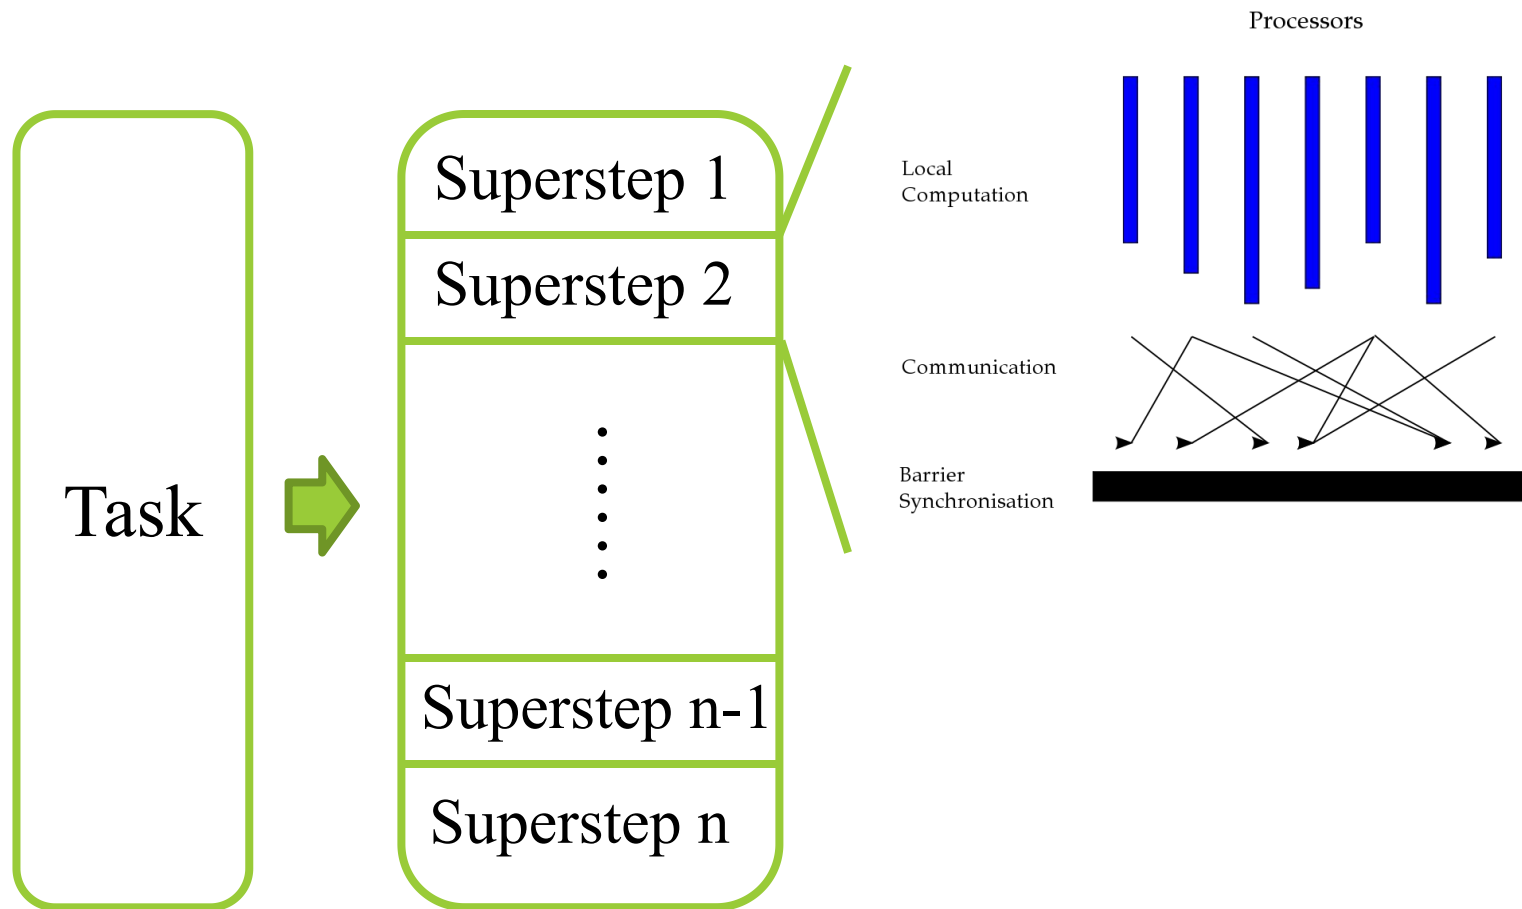 Task
Superstep 1
Superstep 2
Superstep n-1
Superstep n
Processors
Local
Computation
Communication
Barrier
Synchronisation